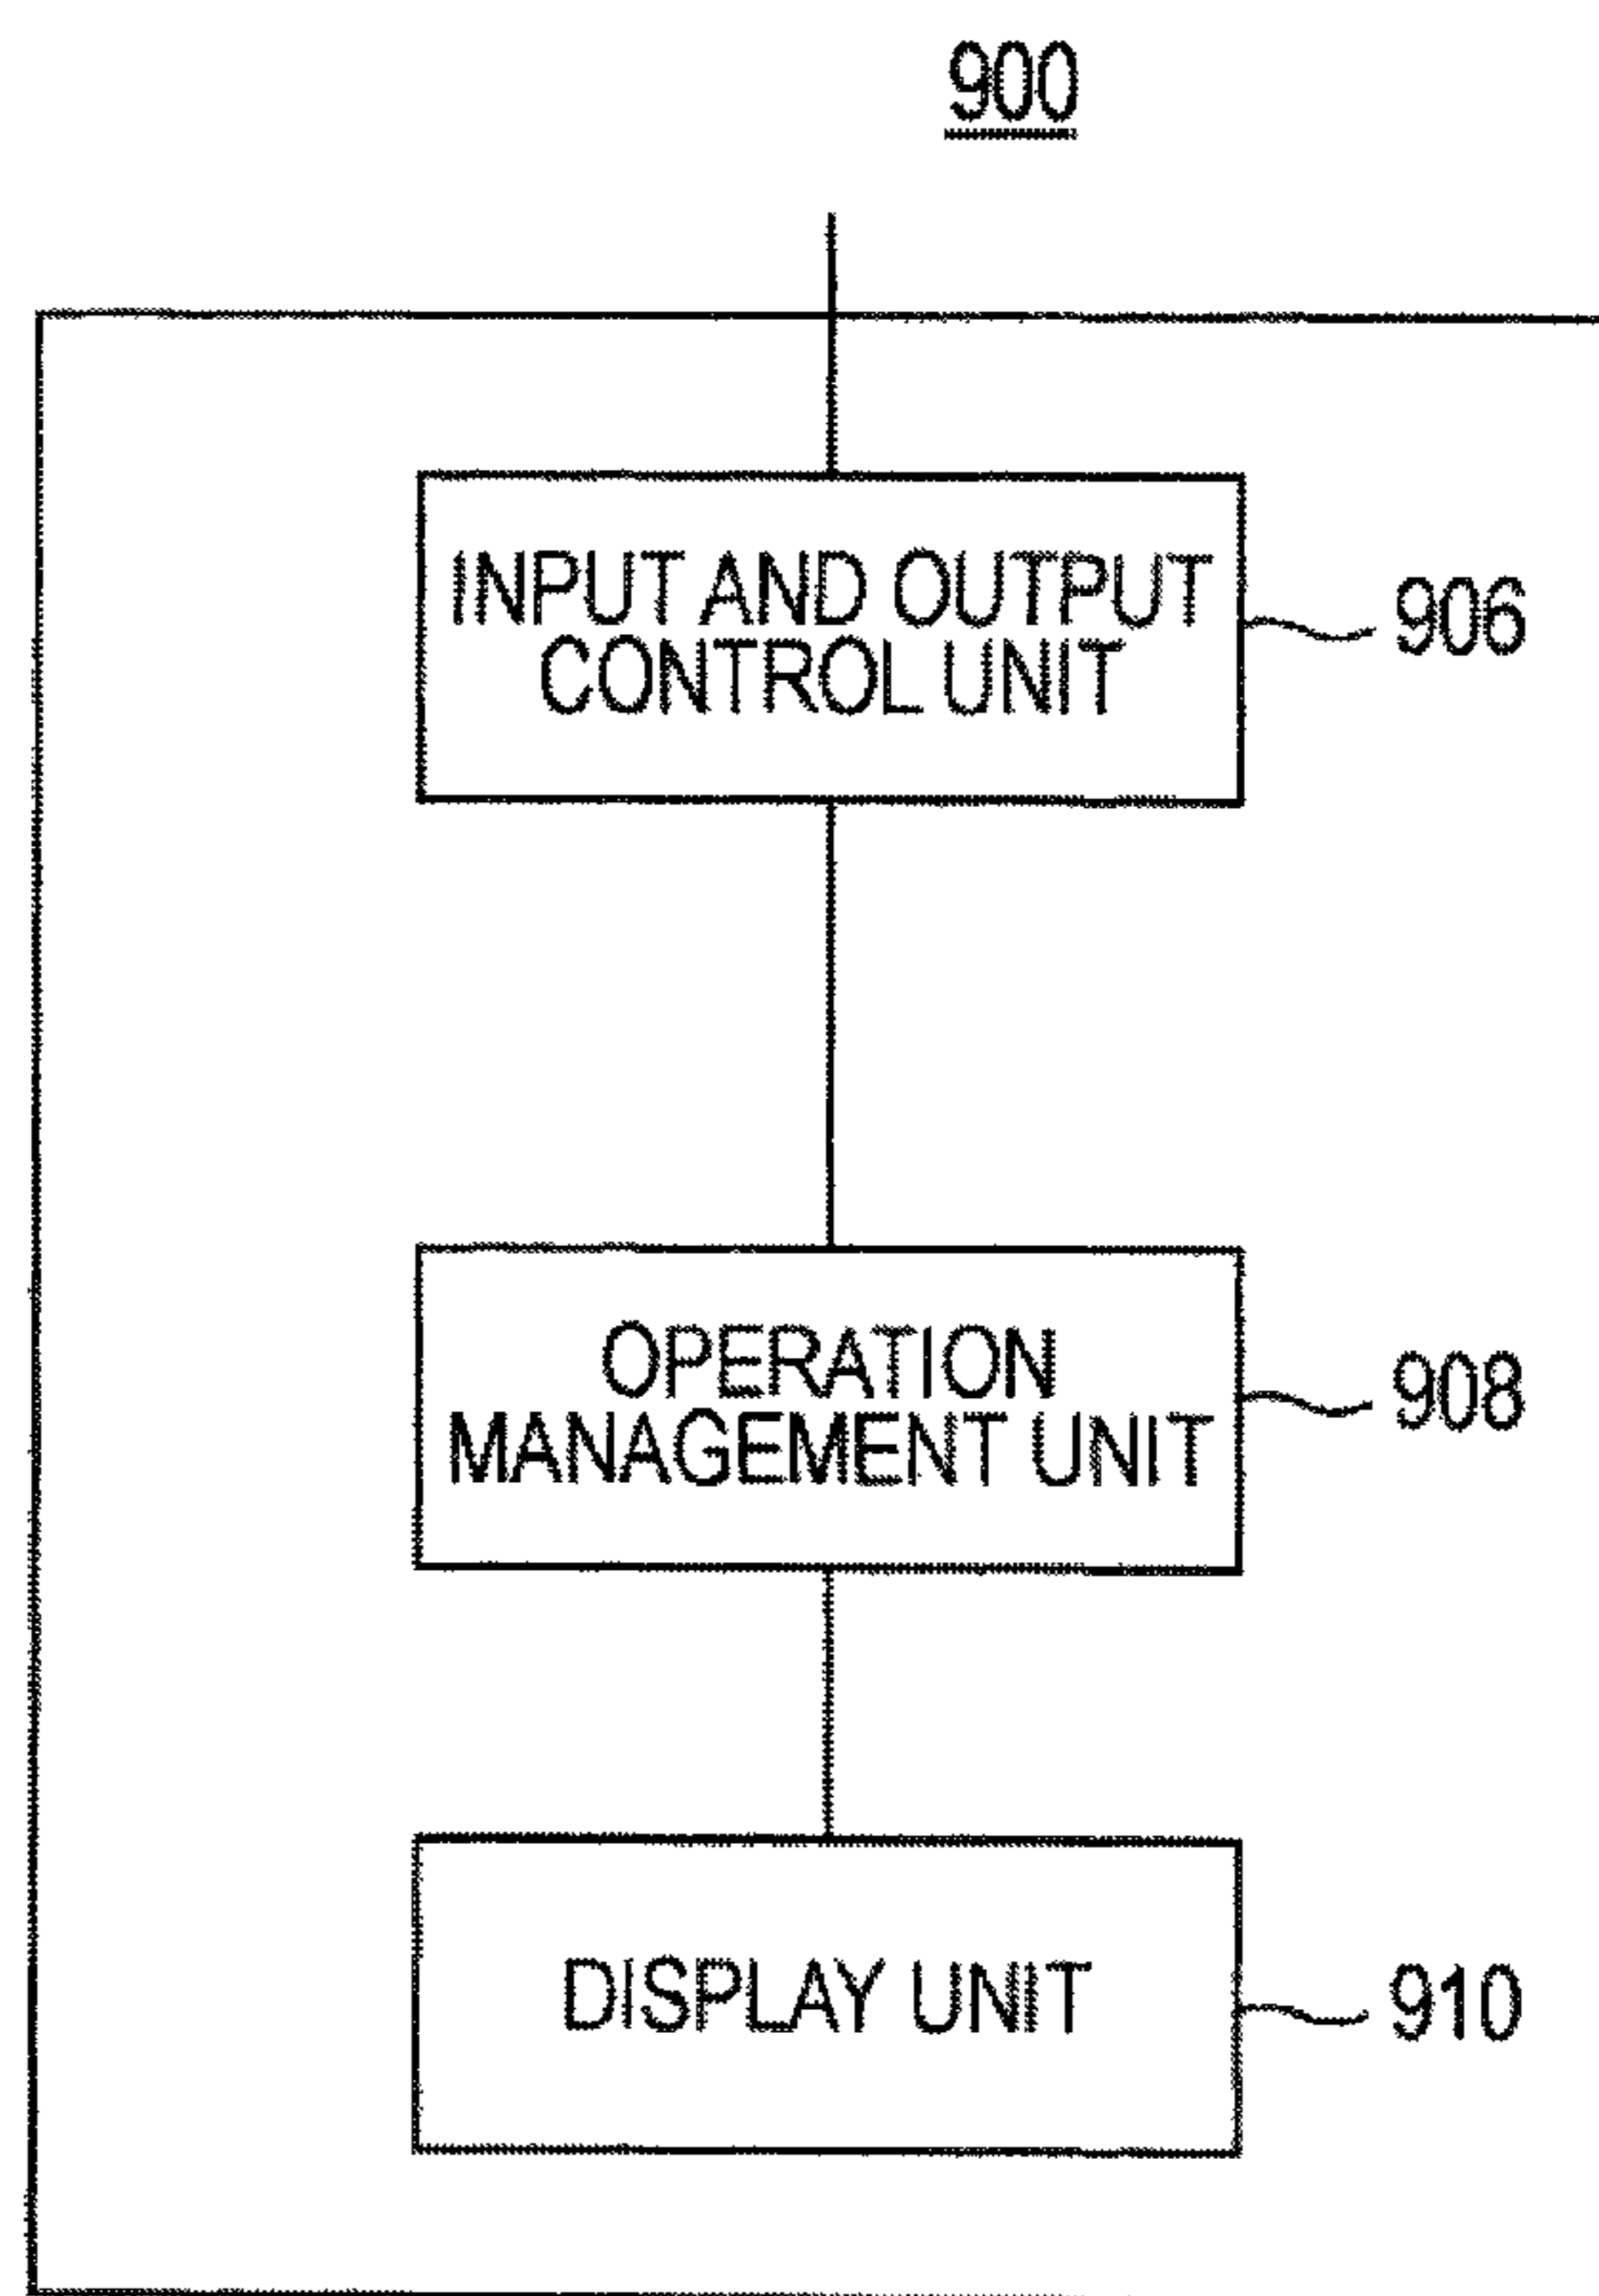 900
INPUT AND OUTPUT
CONTROL UNIT
906
OPERATION
MANAGEMENT UNIT
908
DISPLAY UNIT
910